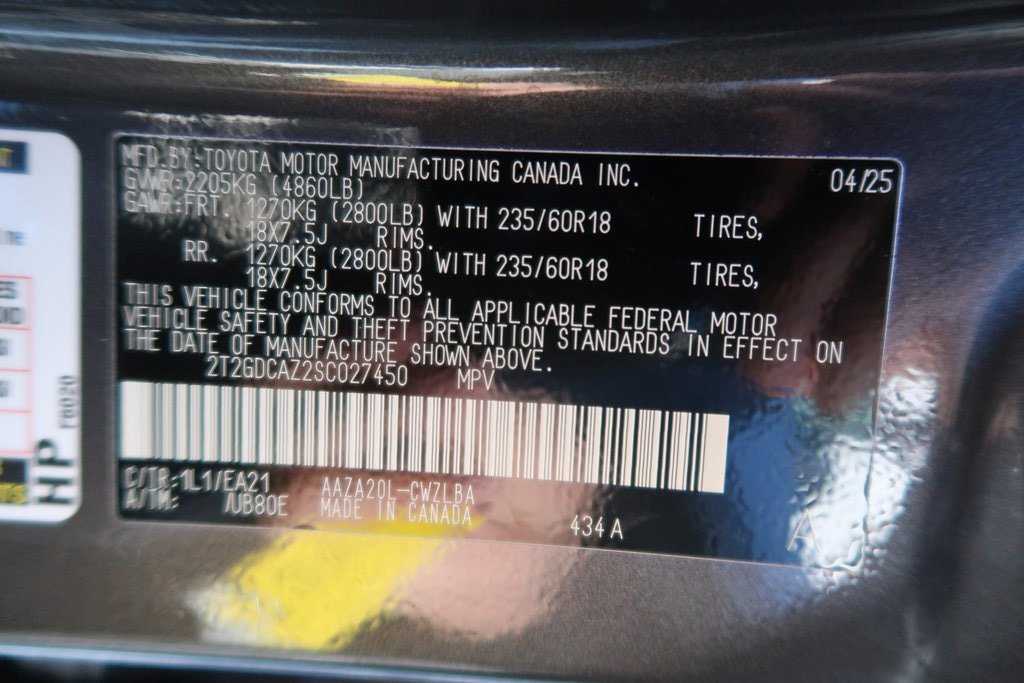 MFD.BY:TOYOTA MOTOR MANUFACTURING CANADA INC. 04/25
GVWR:2205KG (4860LB)
GAWR:FRT. 1270KG (2800LB) WITH 235/60R18 TIRES,
18X7.5J RIMS.
RR. 1270KG (2800LB) WITH 235/60R18 TIRES,
18X7.5J RIMS.
THIS VEHICLE CONFORMS TO ALL APPLICABLE FEDERAL MOTOR
VEHICLE SAFETY AND THEFT PREVENTION STANDARDS IN EFFECT ON
THE DATE OF MANUFACTURE SHOWN ABOVE.
2T2GDCAZ2SC027450 MPV
C/TR:1L1/EA21 AAZA20L-CWZLBA
A/TM: /UB80E MADE IN CANADA
434A
A
HP